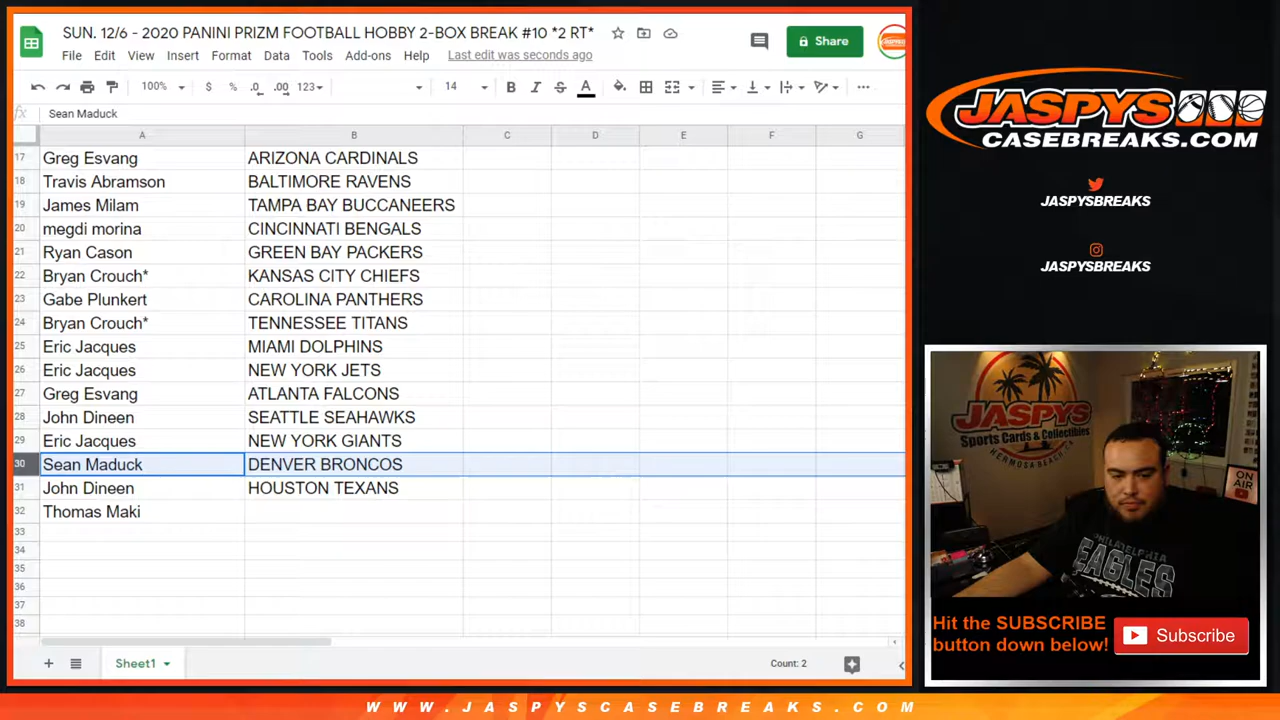 SUN. 12/6 - 2020 PANINI PRIZM FOOTBALL HOBBY 2-BOX BREAK #10 *2 RT*
File Edit View Insert Format Data Tools Add-ons Help Last edit was seconds ago
Share
100% $ % .0 .00 123 14 B I S A
fx Sean Maduck
A B C D E F G
17 Greg Esvang ARIZONA CARDINALS
18 Travis Abramson BALTIMORE RAVENS
19 James Milam TAMPA BAY BUCCANEERS
20 megdi morina CINCINNATI BENGALS
21 Ryan Cason GREEN BAY PACKERS
22 Bryan Crouch* KANSAS CITY CHIEFS
23 Gabe Plunkert CAROLINA PANTHERS
24 Bryan Crouch* TENNESSEE TITANS
25 Eric Jacques MIAMI DOLPHINS
26 Eric Jacques NEW YORK JETS
27 Greg Esvang ATLANTA FALCONS
28 John Dineen SEATTLE SEAHAWKS
29 Eric Jacques NEW YORK GIANTS
30 Sean Maduck DENVER BRONCOS
31 John Dineen HOUSTON TEXANS
32 Thomas Maki
33
34
35
36
37
38
Sheet1 Count: 2
JASPYS
CASEBREAKS.COM
JASPYSBREAKS
JASPYSBREAKS
JASPYS
Sports Cards & Collectibles
HERMOSA BEACH
ON
AIR
PHILADELPHIA
EAGLES
Hit the SUBSCRIBE
button down below!
Subscribe
WWW.JASPYSCASEBREAKS.COM